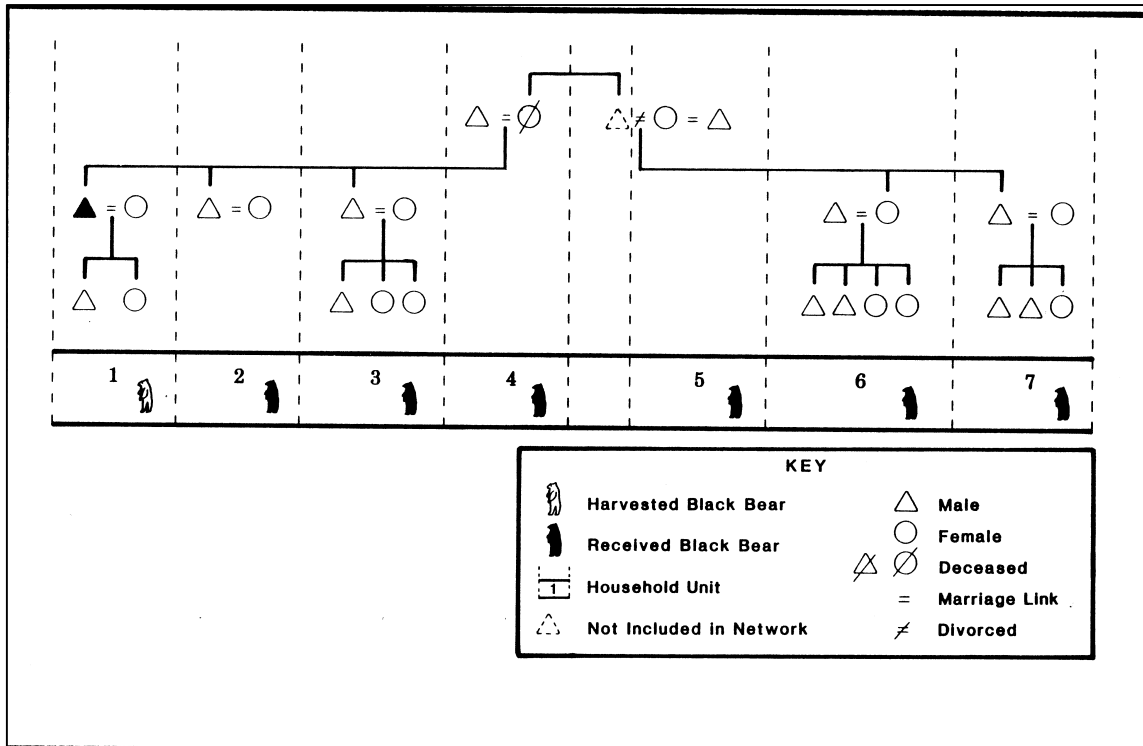 1 2 3 4 5 6 7
KEY
Harvested Black Bear
Received Black Bear
1 Household Unit
Not Included in Network
Male
Female
Deceased
= Marriage Link
≠ Divorced